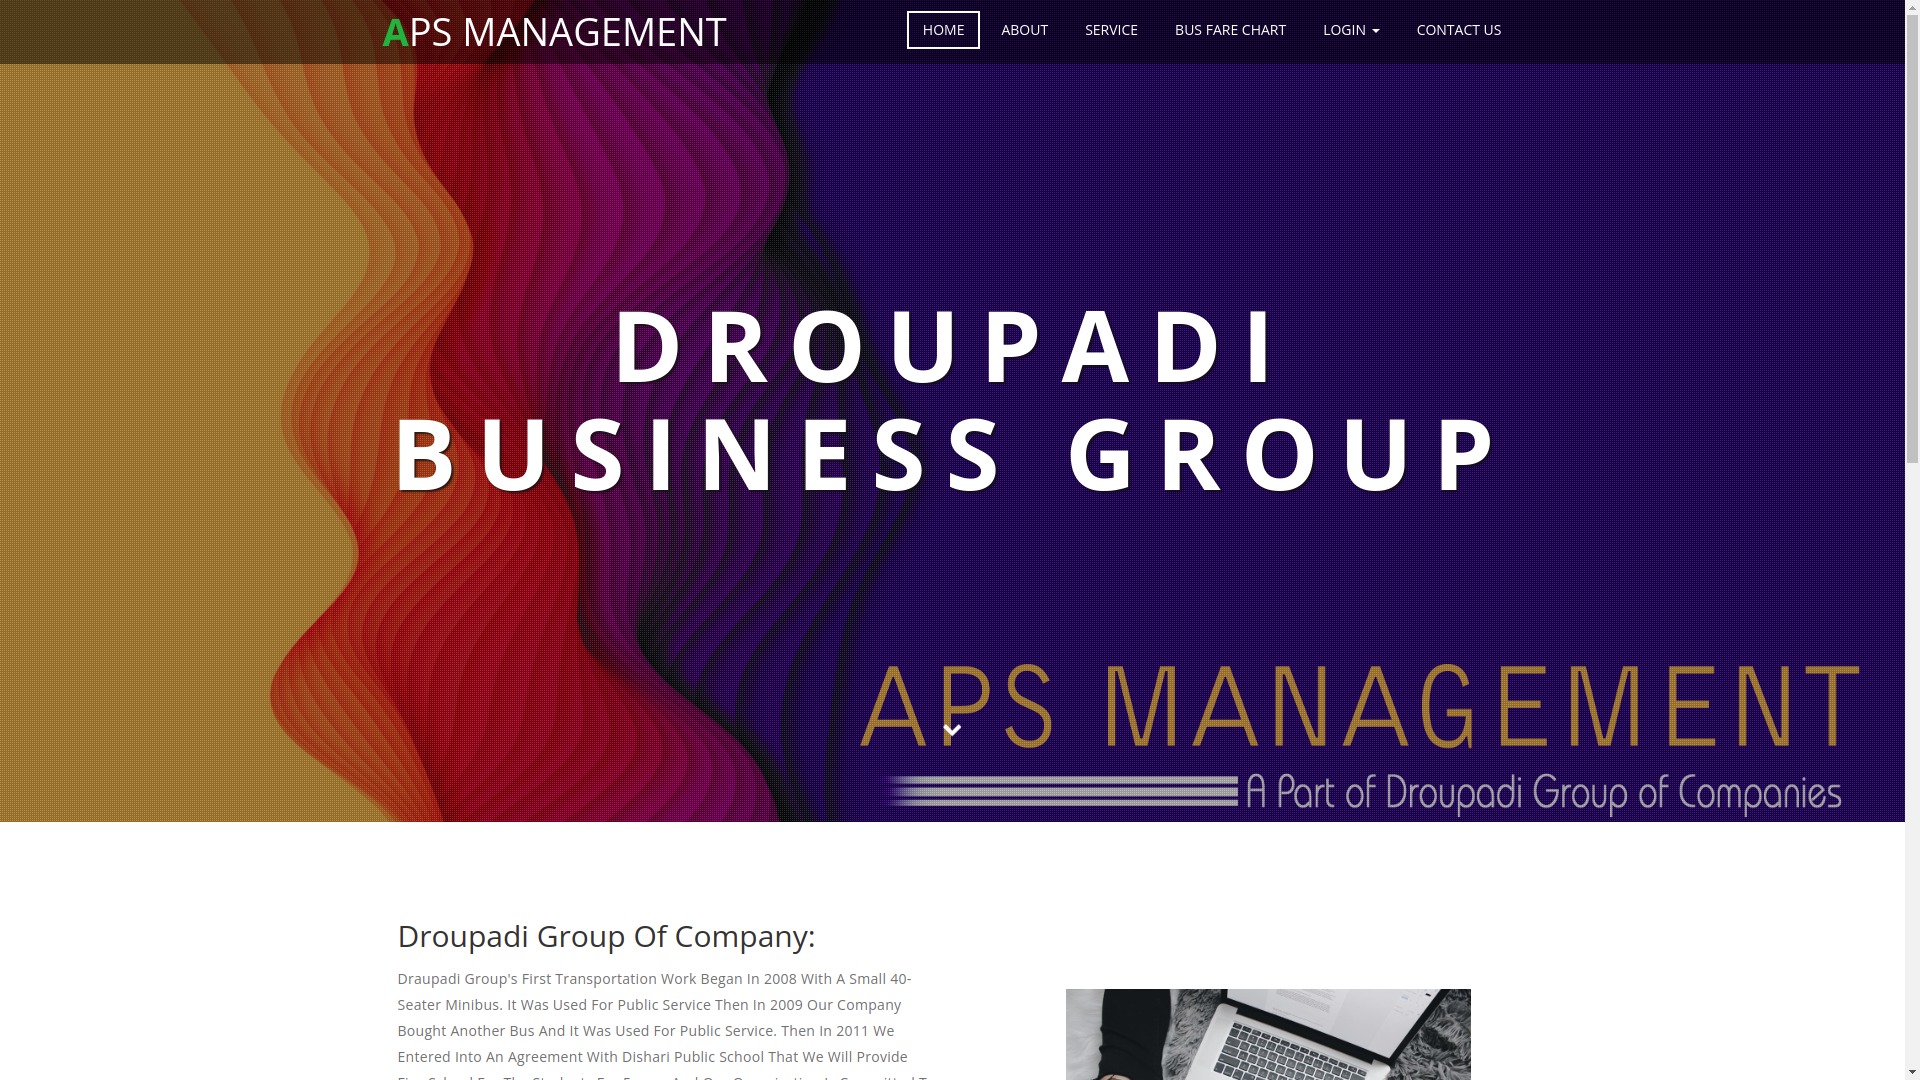 APS MANAGEMENT
HOME ABOUT SERVICE BUS FARE CHART LOGIN CONTACT US
DROUPADI
BUSINESS GROUP
APS MANAGEMENT
A Part of Droupadi Group of Companies
Droupadi Group Of Company:
Draupadi Group's First Transportation Work Began In 2008 With A Small 40-
Seater Minibus. It Was Used For Public Service Then In 2009 Our Company
Bought Another Bus And It Was Used For Public Service. Then In 2011 We
Entered Into An Agreement With Dishari Public School That We Will Provide